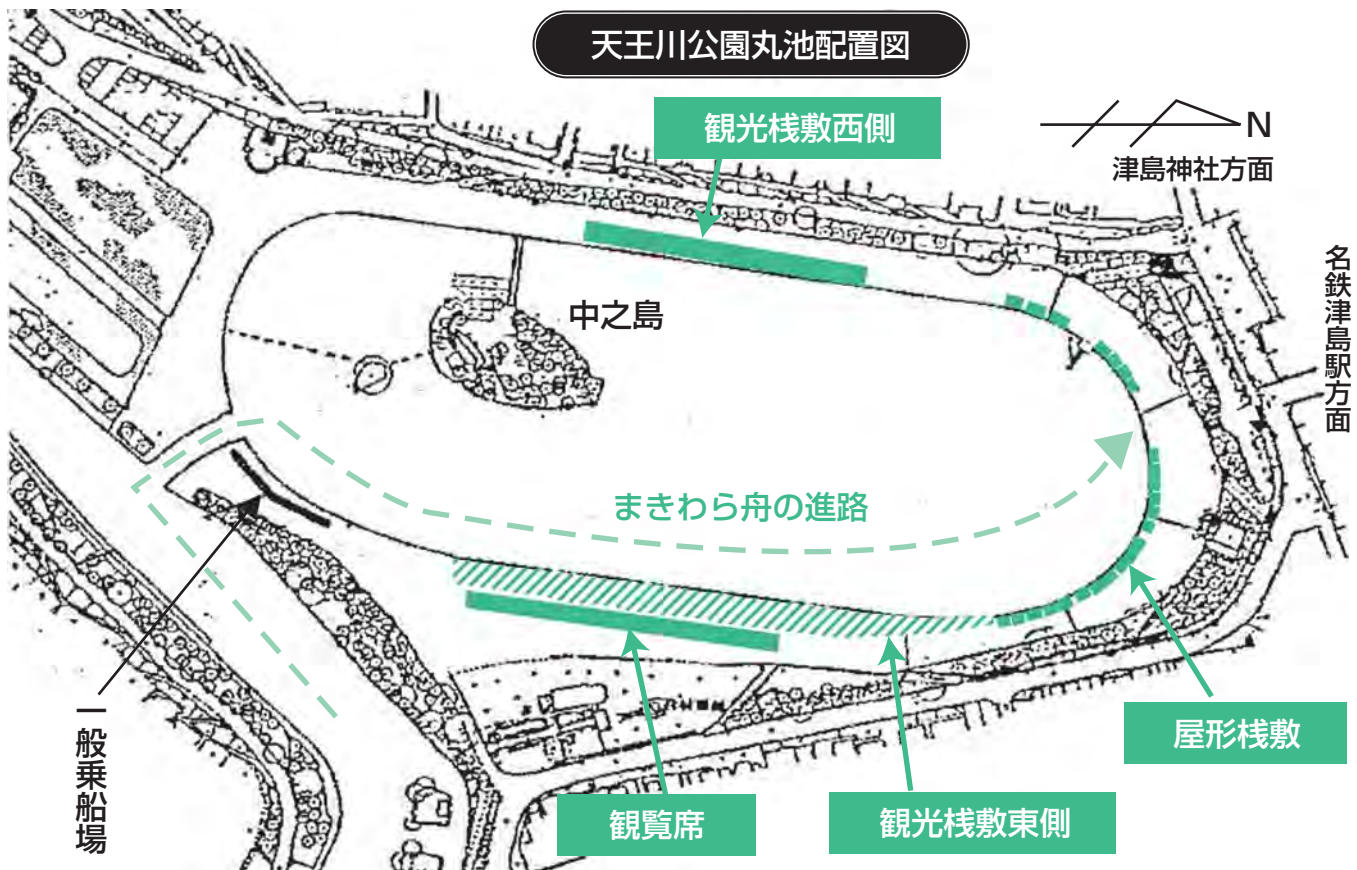 天王川公園丸池配置図
観光桟敷西側
N
津島神社方面
名鉄津島駅方面
中之島
まきわら舟の進路
一般乗船場
屋形桟敷
観覧席
観光桟敷東側